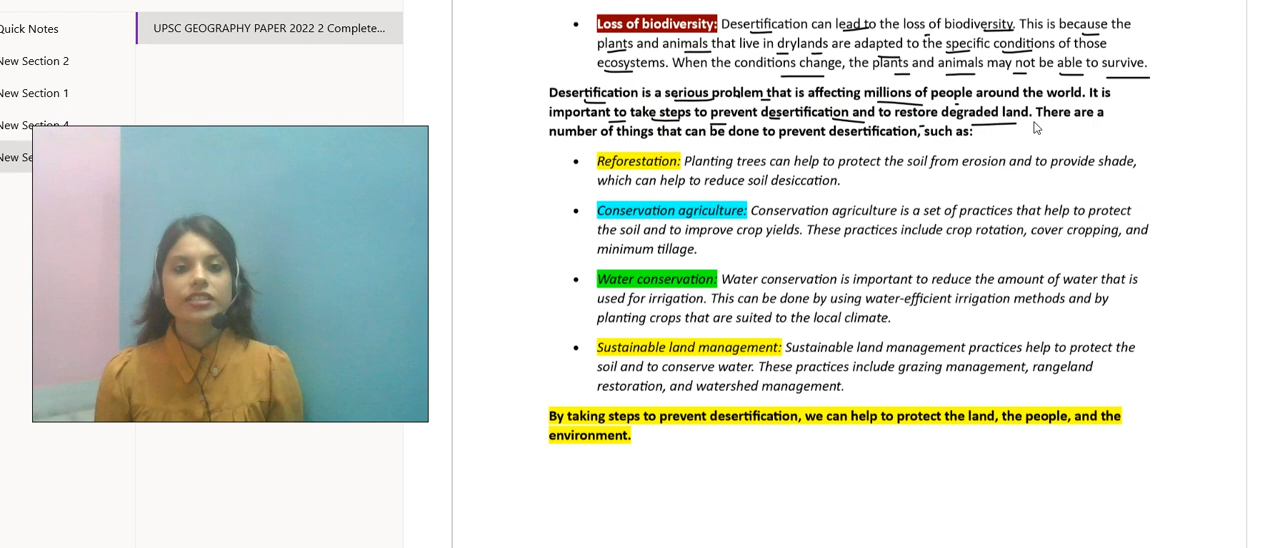 Quick Notes
New Section 2
New Section 1
New Section 4
New Se
UPSC GEOGRAPHY PAPER 2022 2 Complete...
• Loss of biodiversity: Desertification can lead to the loss of biodiversity. This is because the
plants and animals that live in drylands are adapted to the specific conditions of those
ecosystems. When the conditions change, the plants and animals may not be able to survive.
Desertification is a serious problem that is affecting millions of people around the world. It is
important to take steps to prevent desertification and to restore degraded land. There are a
number of things that can be done to prevent desertification, such as:
• Reforestation: Planting trees can help to protect the soil from erosion and to provide shade,
which can help to reduce soil desiccation.
• Conservation agriculture: Conservation agriculture is a set of practices that help to protect
the soil and to improve crop yields. These practices include crop rotation, cover cropping, and
minimum tillage.
• Water conservation: Water conservation is important to reduce the amount of water that is
used for irrigation. This can be done by using water-efficient irrigation methods and by
planting crops that are suited to the local climate.
• Sustainable land management: Sustainable land management practices help to protect the
soil and to conserve water. These practices include grazing management, rangeland
restoration, and watershed management.
By taking steps to prevent desertification, we can help to protect the land, the people, and the
environment.